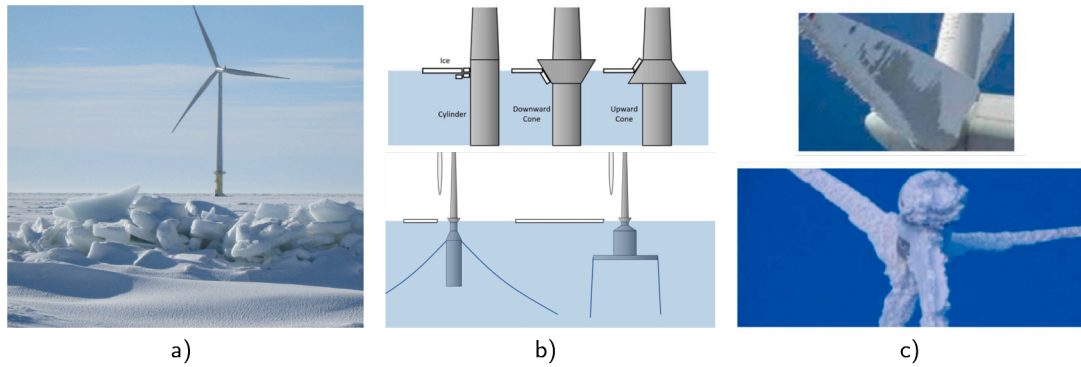 Ice
Cylinder
Downward
Cone
Upward
Cone
a)
b)
c)